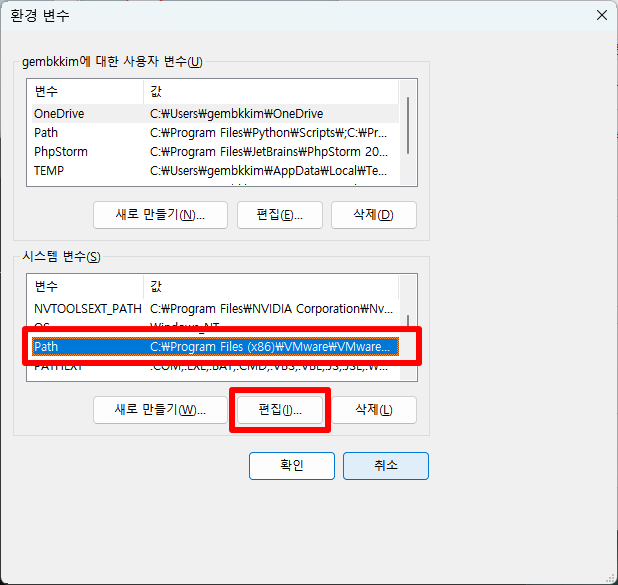 환경 변수
gembkkim에 대한 사용자 변수(U)
변수 값
OneDrive C:₩Users₩gembkkim₩OneDrive
Path C:₩Program Files₩Python₩Scripts₩;C:₩Pr...
PhpStorm C:₩Program Files₩JetBrains₩PhpStorm 20...
TEMP C:₩Users₩gembkkim₩AppData₩Local₩Te...
새로 만들기(N)... 편집(E)... 삭제(D)
시스템 변수(S)
변수 값
NVTOOLSEXT_PATH C:₩Program Files₩NVIDIA Corporation₩Nv...
OS Windows_NT
Path C:₩Program Files (x86)₩VMware₩VMware...
PATHEXT .COM;.EXE;.BAT;.CMD;.VBS;.VBE;.JS;.JSE;.W...
새로 만들기(W)... 편집(I)... 삭제(L)
확인 취소